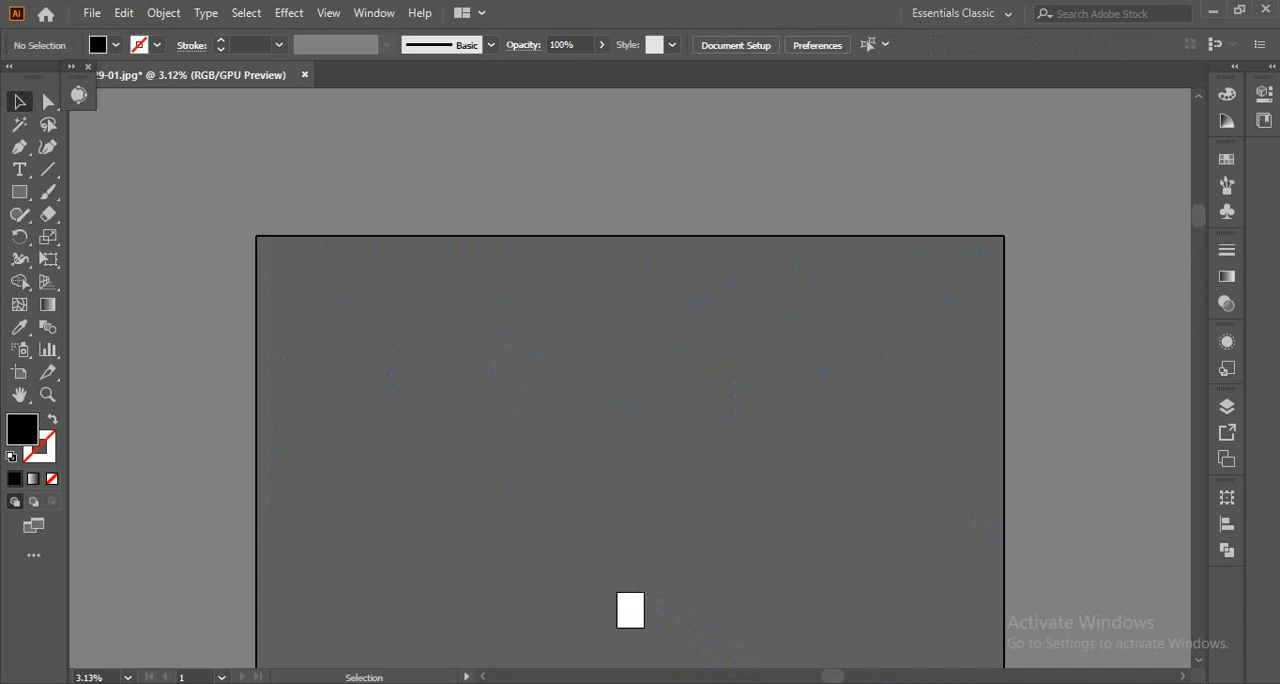 Ai File Edit Object Type Select Effect View Window Help Essentials Classic Search Adobe Stock
No Selection Stroke: Basic Opacity: 100% Style: Document Setup Preferences
29-01.jpg* @ 3.12% (RGB/GPU Preview)
Activate Windows
Go to Settings to activate Windows.
3.13% 1 Selection